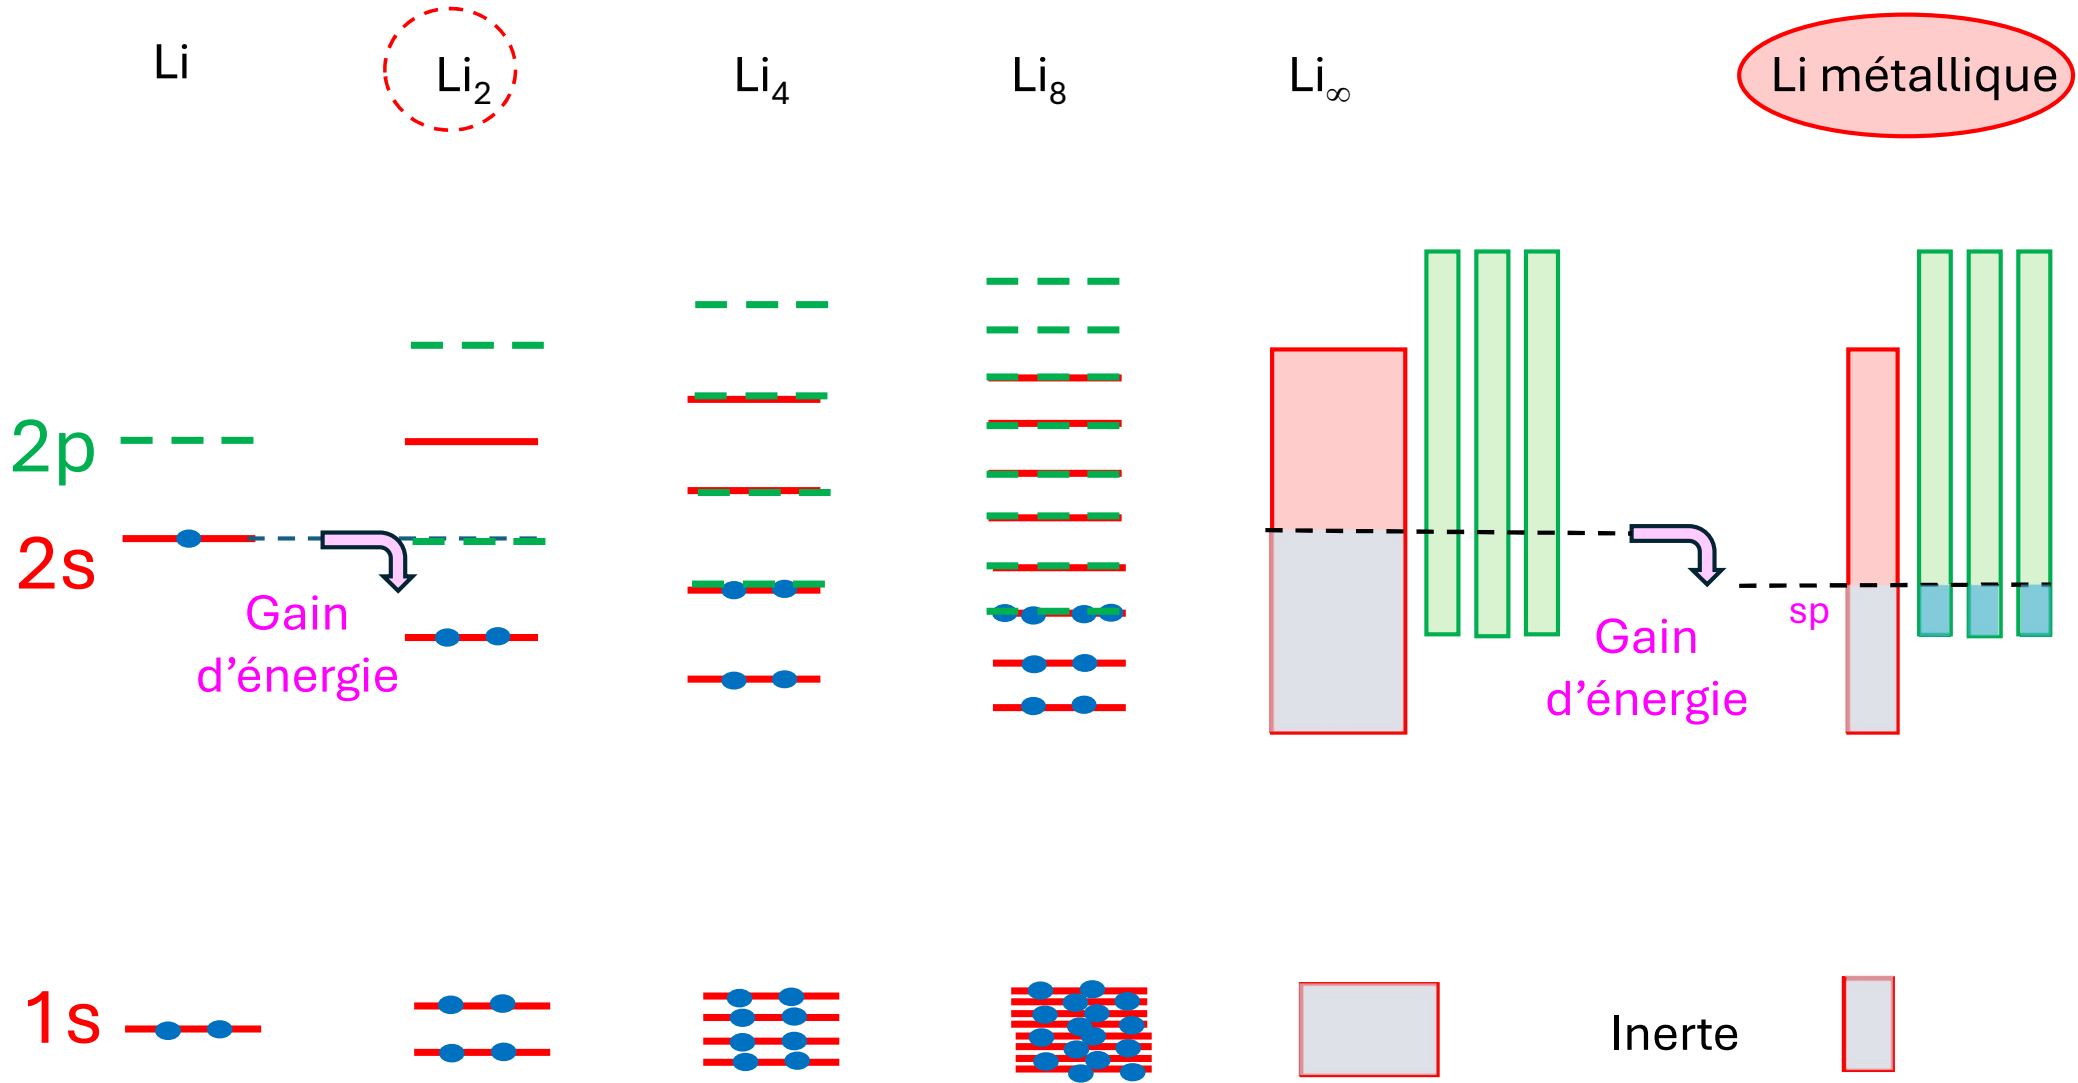 Li
Li₂
Li₄
Li₈
Li∞
Li métallique
2p
2s
Gain
d'énergie
sp
Gain
d'énergie
1s
Inerte